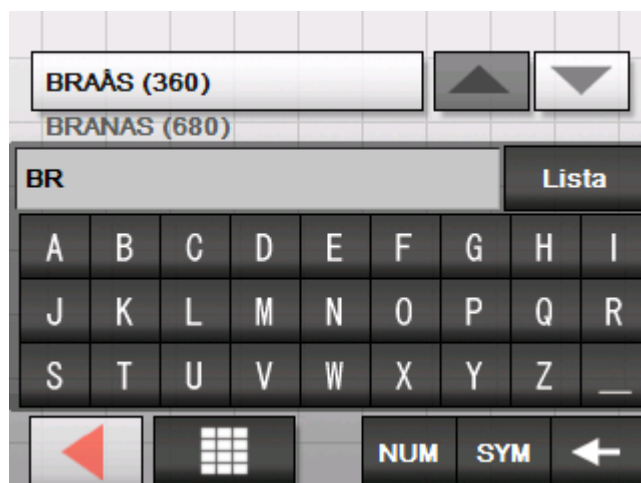 BRAÅS (360)
BRANAS (680)
BR
Lista
A B C D E F G H I
J K L M N O P Q R
S T U V W X Y Z _
NUM SYM